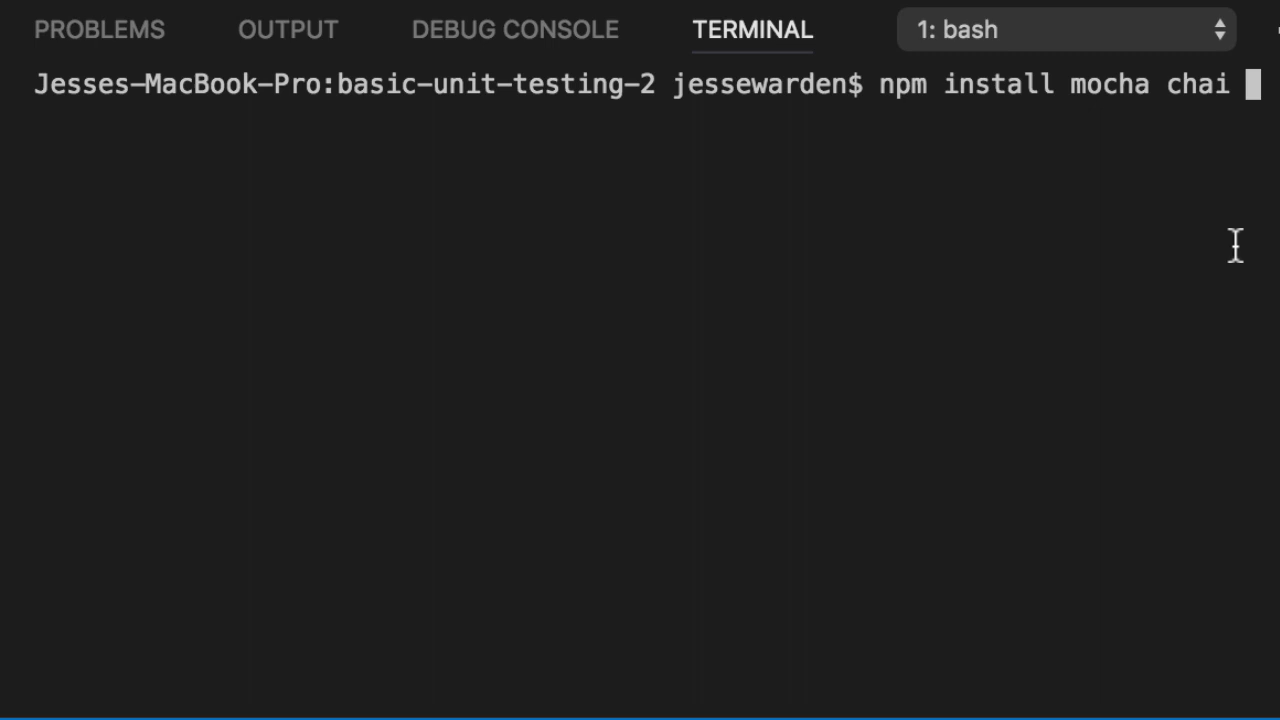 PROBLEMS OUTPUT DEBUG CONSOLE TERMINAL 1: bash
Jesses-MacBook-Pro:basic-unit-testing-2 jessewarden$ npm install mocha chai